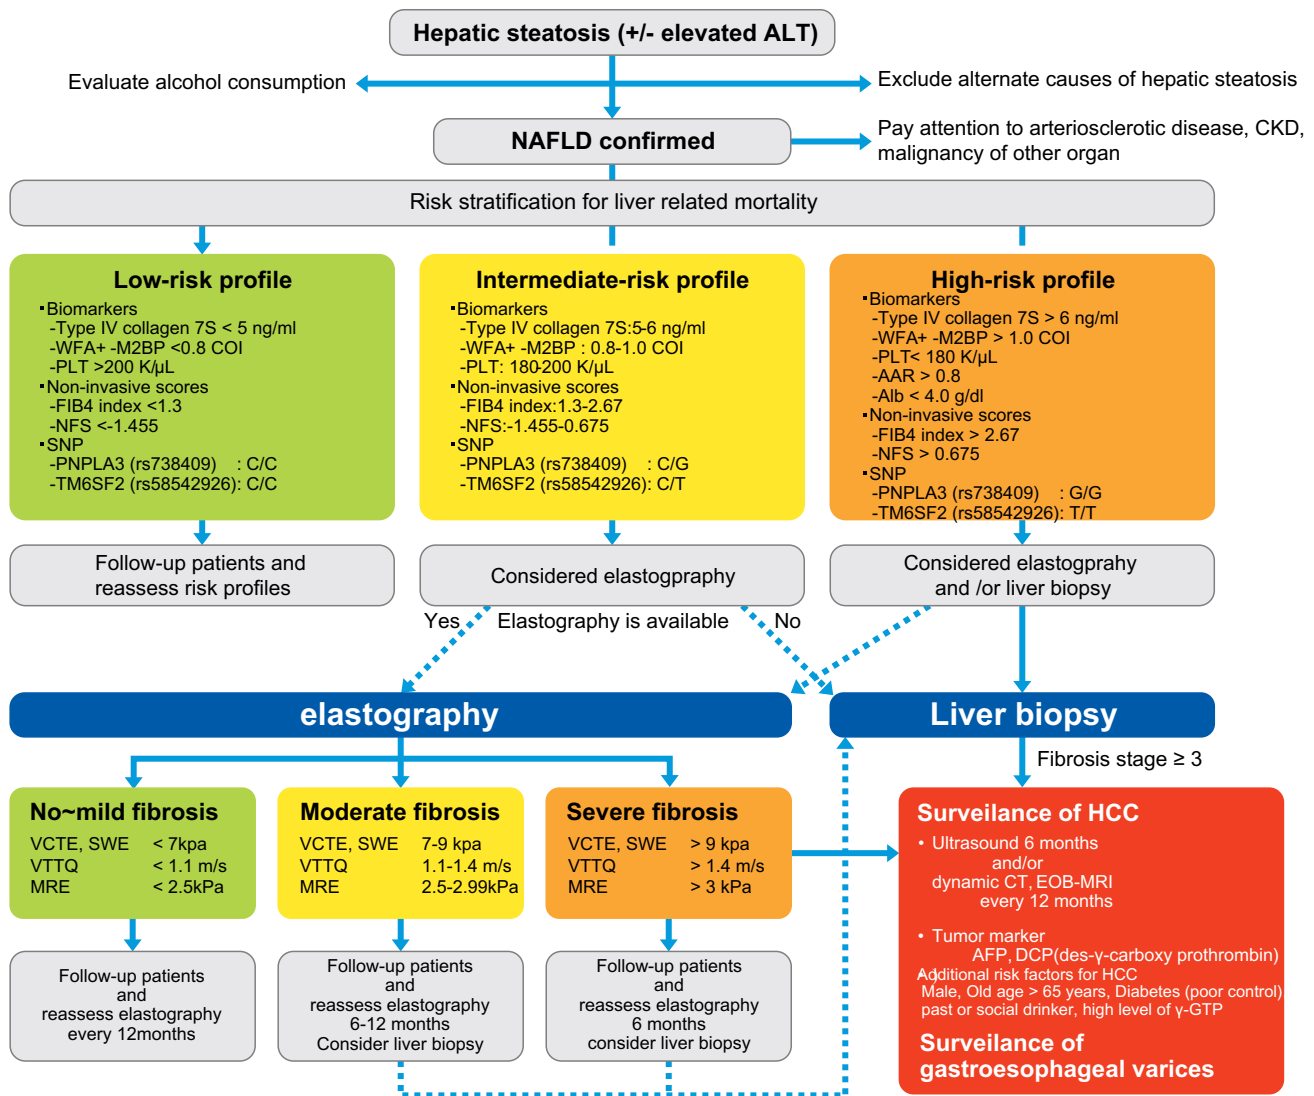 Hepatic steatosis (+/- elevated ALT)
Evaluate alcohol consumption
Exclude alternate causes of hepatic steatosis
NAFLD confirmed
Pay attention to arteriosclerotic disease, CKD,
malignancy of other organ
Risk stratification for liver related mortality
Low-risk profile
▪Biomarkers
-Type IV collagen 7S < 5 ng/ml
-WFA+ -M2BP <0.8 COI
-PLT >200 K/µL
▪Non-invasive scores
-FIB4 index <1.3
-NFS <-1.455
▪SNP
-PNPLA3 (rs738409) : C/C
-TM6SF2 (rs58542926): C/C
Intermediate-risk profile
▪Biomarkers
-Type IV collagen 7S:5-6 ng/ml
-WFA+ -M2BP : 0.8-1.0 COI
-PLT: 180-200 K/µL
▪Non-invasive scores
-FIB4 index:1.3-2.67
-NFS:-1.455-0.675
▪SNP
-PNPLA3 (rs738409) : C/G
-TM6SF2 (rs58542926): C/T
High-risk profile
▪Biomarkers
-Type IV collagen 7S > 6 ng/ml
-WFA+ -M2BP > 1.0 COI
-PLT< 180 K/µL
-AAR > 0.8
-Alb < 4.0 g/dl
▪Non-invasive scores
-FIB4 index > 2.67
-NFS > 0.675
▪SNP
-PNPLA3 (rs738409) : G/G
-TM6SF2 (rs58542926): T/T
Follow-up patients and
reassess risk profiles
Considered elastogpraphy
Considered elastogprahy
and /or liver biopsy
Yes
Elastography is available
No
elastography
Liver biopsy
Fibrosis stage ≥ 3
No~mild fibrosis
VCTE, SWE < 7kpa
VTTQ < 1.1 m/s
MRE < 2.5kPa
Moderate fibrosis
VCTE, SWE 7-9 kpa
VTTQ 1.1-1.4 m/s
MRE 2.5-2.99kPa
Severe fibrosis
VCTE, SWE > 9 kpa
VTTQ > 1.4 m/s
MRE > 3 kPa
Follow-up patients
and
reassess elastography
every 12months
Follow-up patients
and
reassess elastography
6-12 months
Consider liver biopsy
Follow-up patients
and
reassess elastography
6 months
consider liver biopsy
Surveilance of HCC
• Ultrasound 6 months
and/or
dynamic CT, EOB-MRI
every 12 months
• Tumor marker
AFP, DCP(des-γ-carboxy prothrombin)
Additional risk factors for HCC
Male, Old age > 65 years, Diabetes (poor control)
past or social drinker, high level of γ-GTP
Surveilance of
gastroesophageal varices